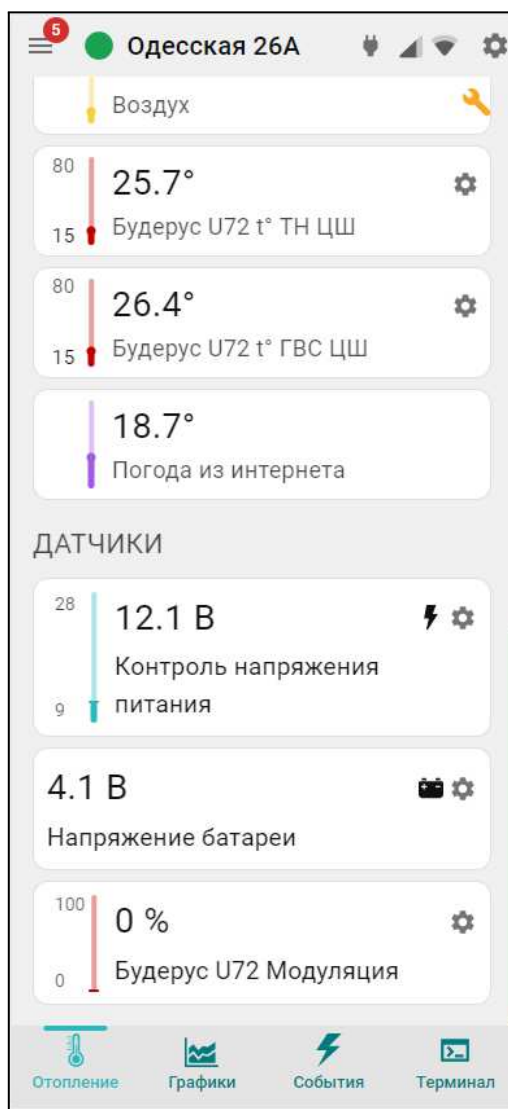 5
Одесская 26А
Воздух
80
25.7°
15
Будерус U72 t° ТН ЦШ
80
26.4°
15
Будерус U72 t° ГВС ЦШ
18.7°
Погода из интернета
ДАТЧИКИ
28
12.1 В
Контроль напряжения
9
питания
4.1 В
Напряжение батареи
100
0 %
0
Будерус U72 Модуляция
Отопление
Графики
События
Терминал